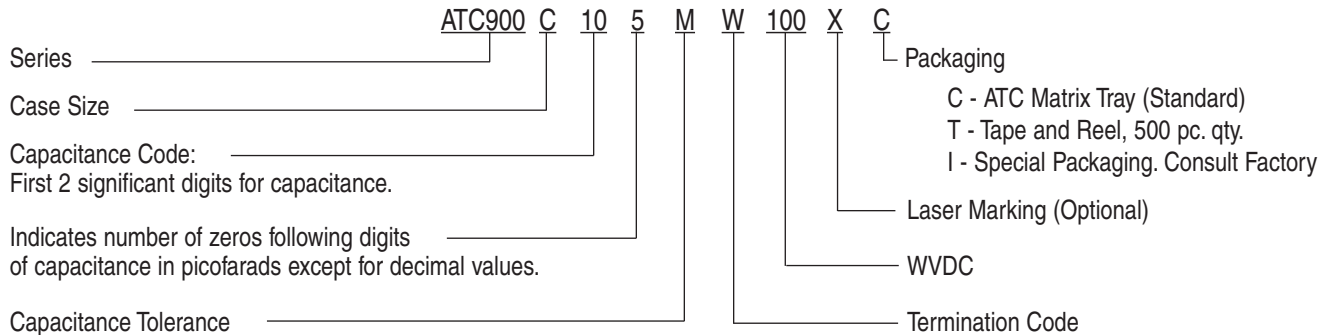 ATC900 C 10 5 M W 100 X C
Series
Case Size
Capacitance Code:
First 2 significant digits for capacitance.
Indicates number of zeros following digits
of capacitance in picofarads except for decimal values.
Capacitance Tolerance
Packaging
C - ATC Matrix Tray (Standard)
T - Tape and Reel, 500 pc. qty.
I - Special Packaging. Consult Factory
Laser Marking (Optional)
WVDC
Termination Code